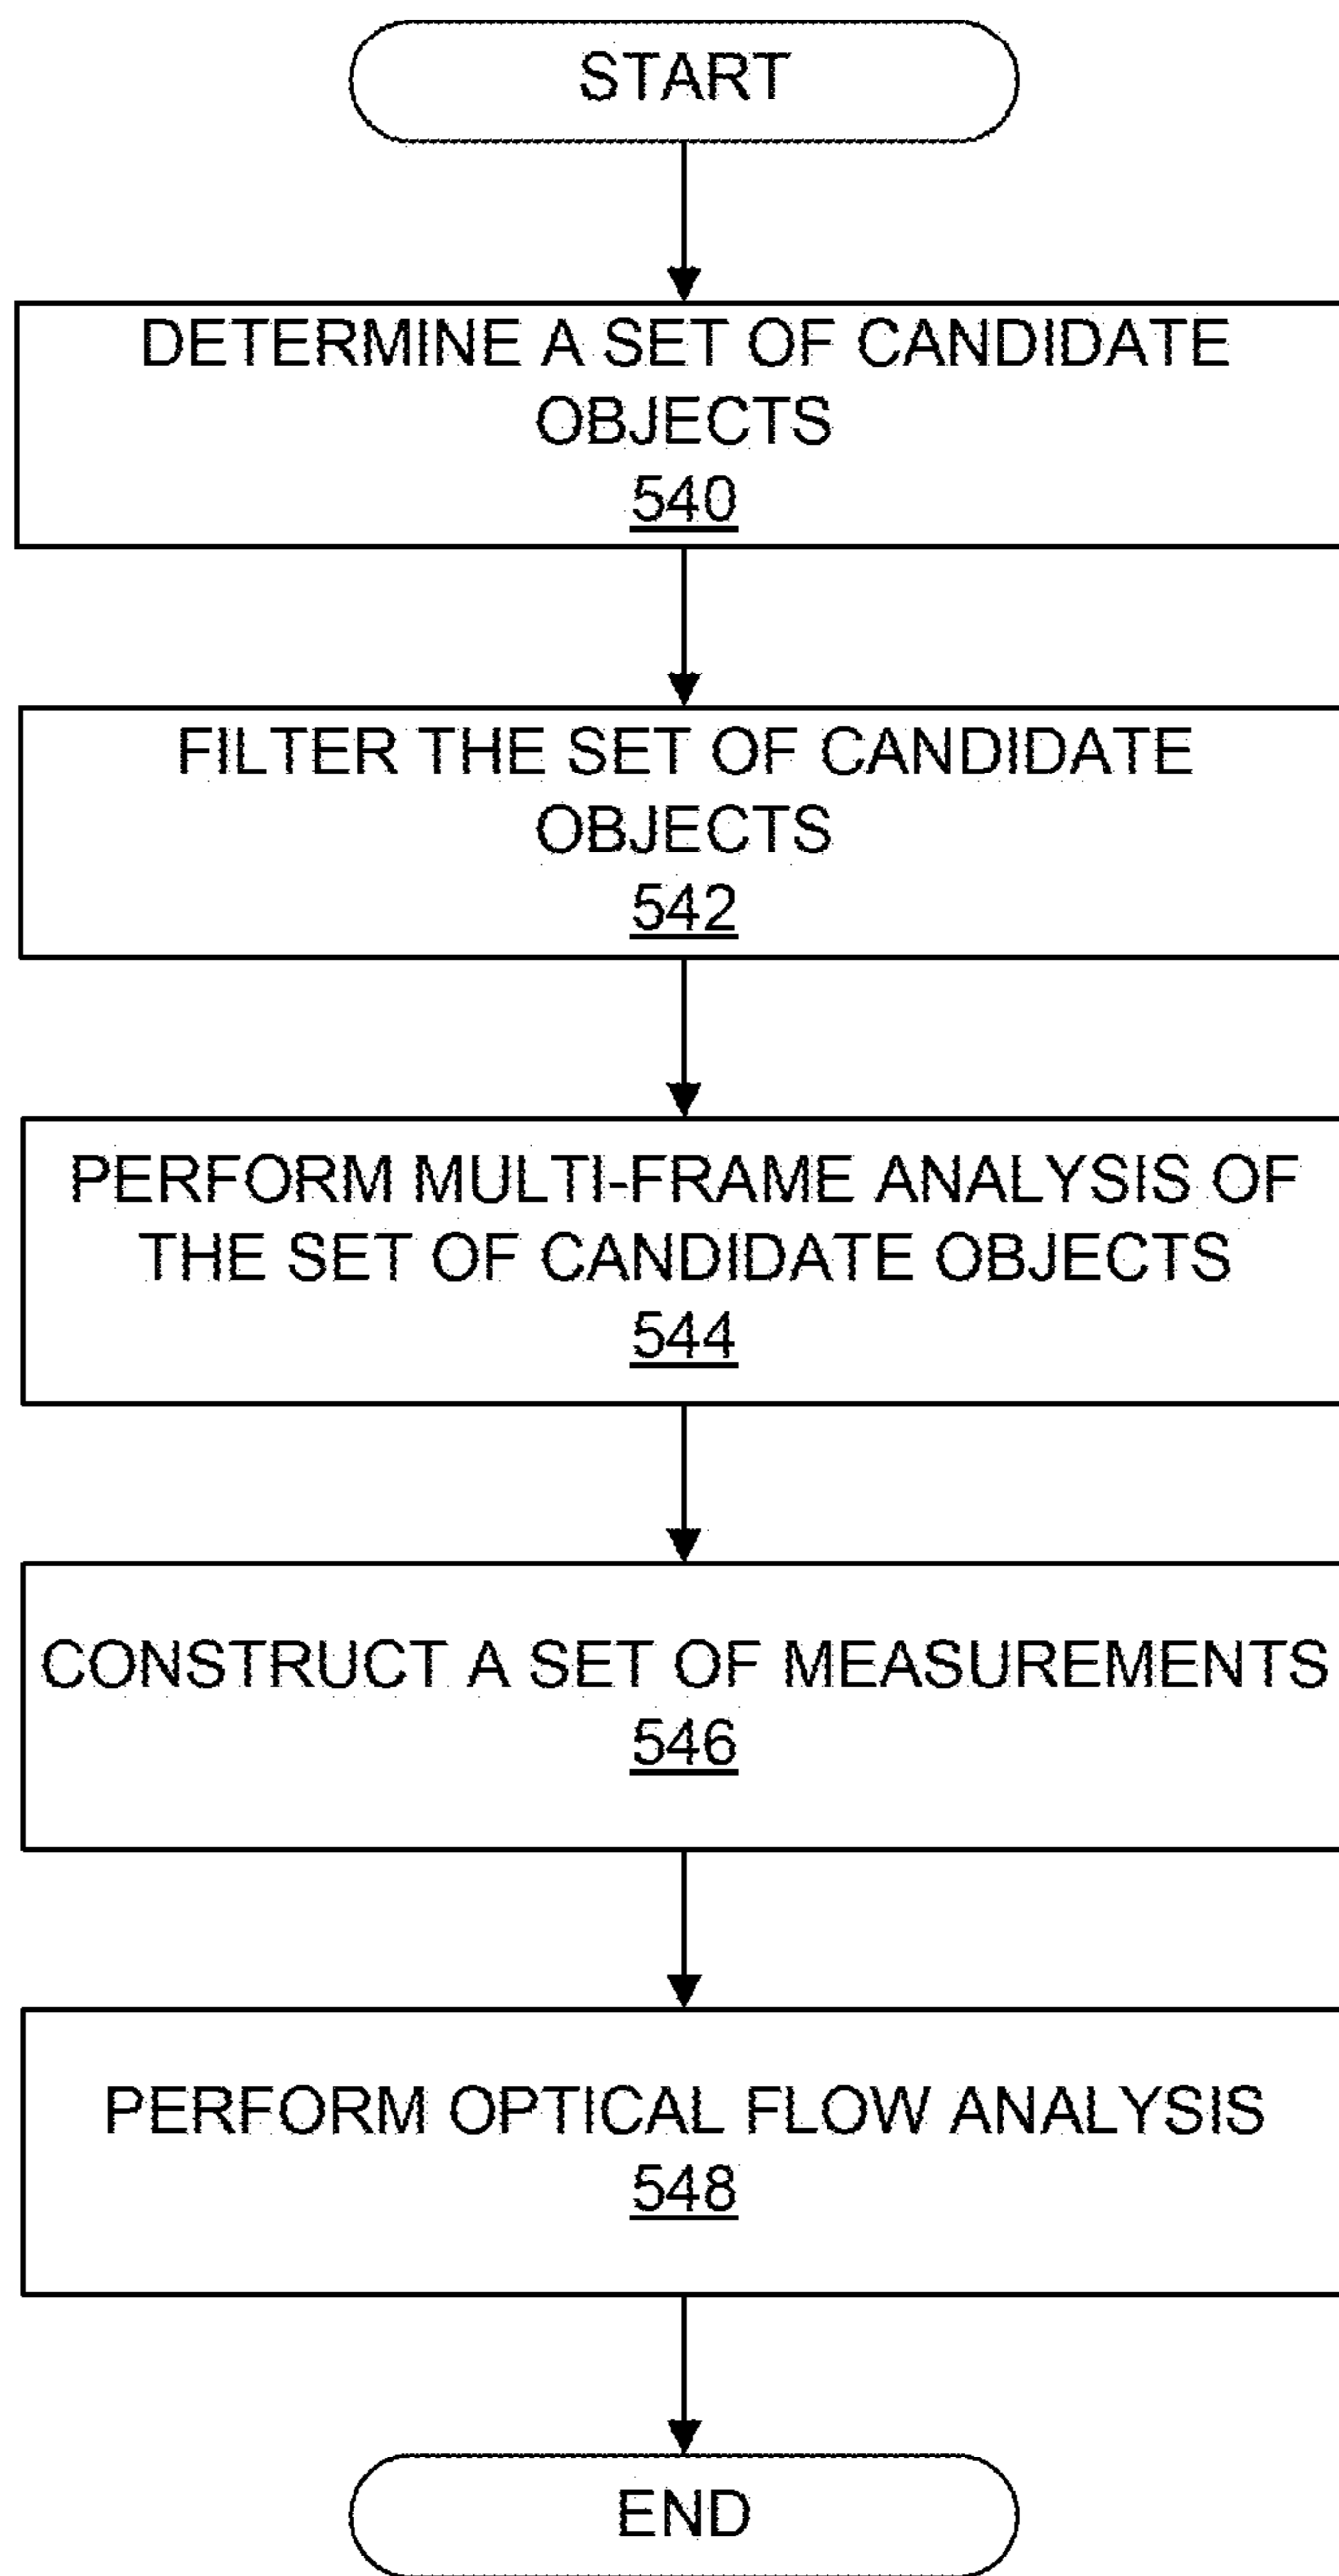 START
DETERMINE A SET OF CANDIDATE
OBJECTS
540
FILTER THE SET OF CANDIDATE
OBJECTS
542
PERFORM MULTI-FRAME ANALYSIS OF
THE SET OF CANDIDATE OBJECTS
544
CONSTRUCT A SET OF MEASUREMENTS
546
PERFORM OPTICAL FLOW ANALYSIS
548
END